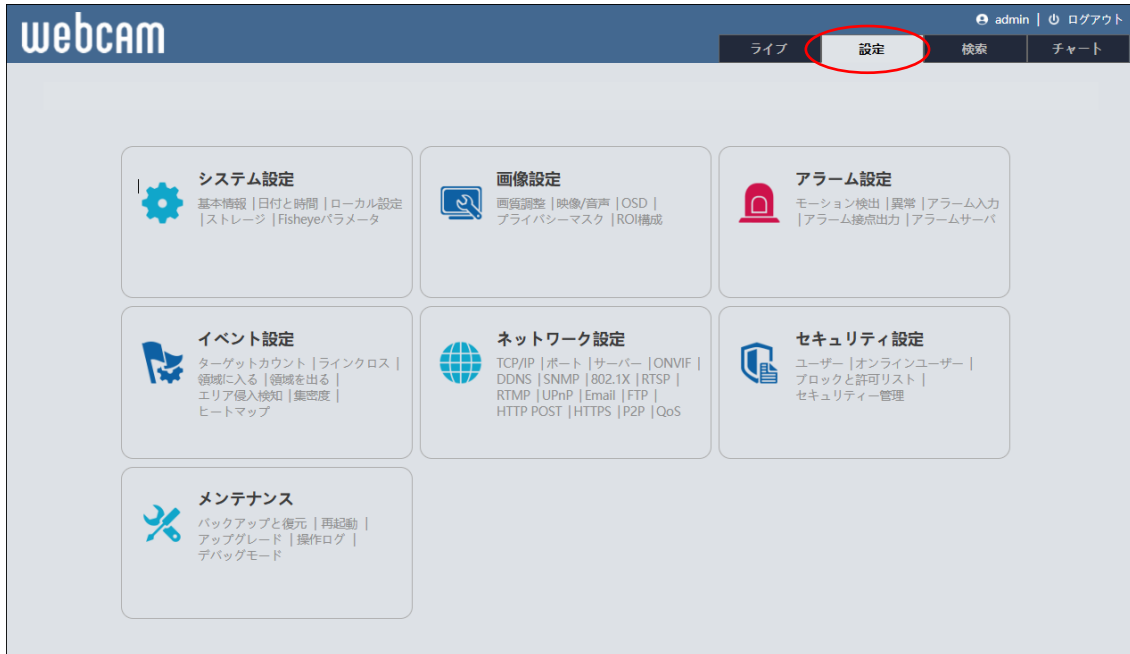 webcam
admin | ログアウト
ライブ 設定 検索 チャート
システム設定
基本情報 | 日付と時間 | ローカル設定
| ストレージ | Fisheyeパラメータ
画像設定
画質調整 | 映像/音声 | OSD |
プライバシーマスク | ROI構成
アラーム設定
モーション検出 | 異常 | アラーム入力
| アラーム接点出力 | アラームサーバ
イベント設定
ターゲットカウント | ラインクロス |
領域に入る | 領域を出る |
エリア侵入検知 | 集密度 |
ヒートマップ
ネットワーク設定
TCP/IP | ポート | サーバー | ONVIF |
DDNS | SNMP | 802.1X | RTSP |
RTMP | UPnP | Email | FTP |
HTTP POST | HTTPS | P2P | QoS
セキュリティ設定
ユーザー | オンラインユーザー |
ブロックと許可リスト |
セキュリティー管理
メンテナンス
バックアップと復元 | 再起動 |
アップグレード | 操作ログ |
デバッグモード